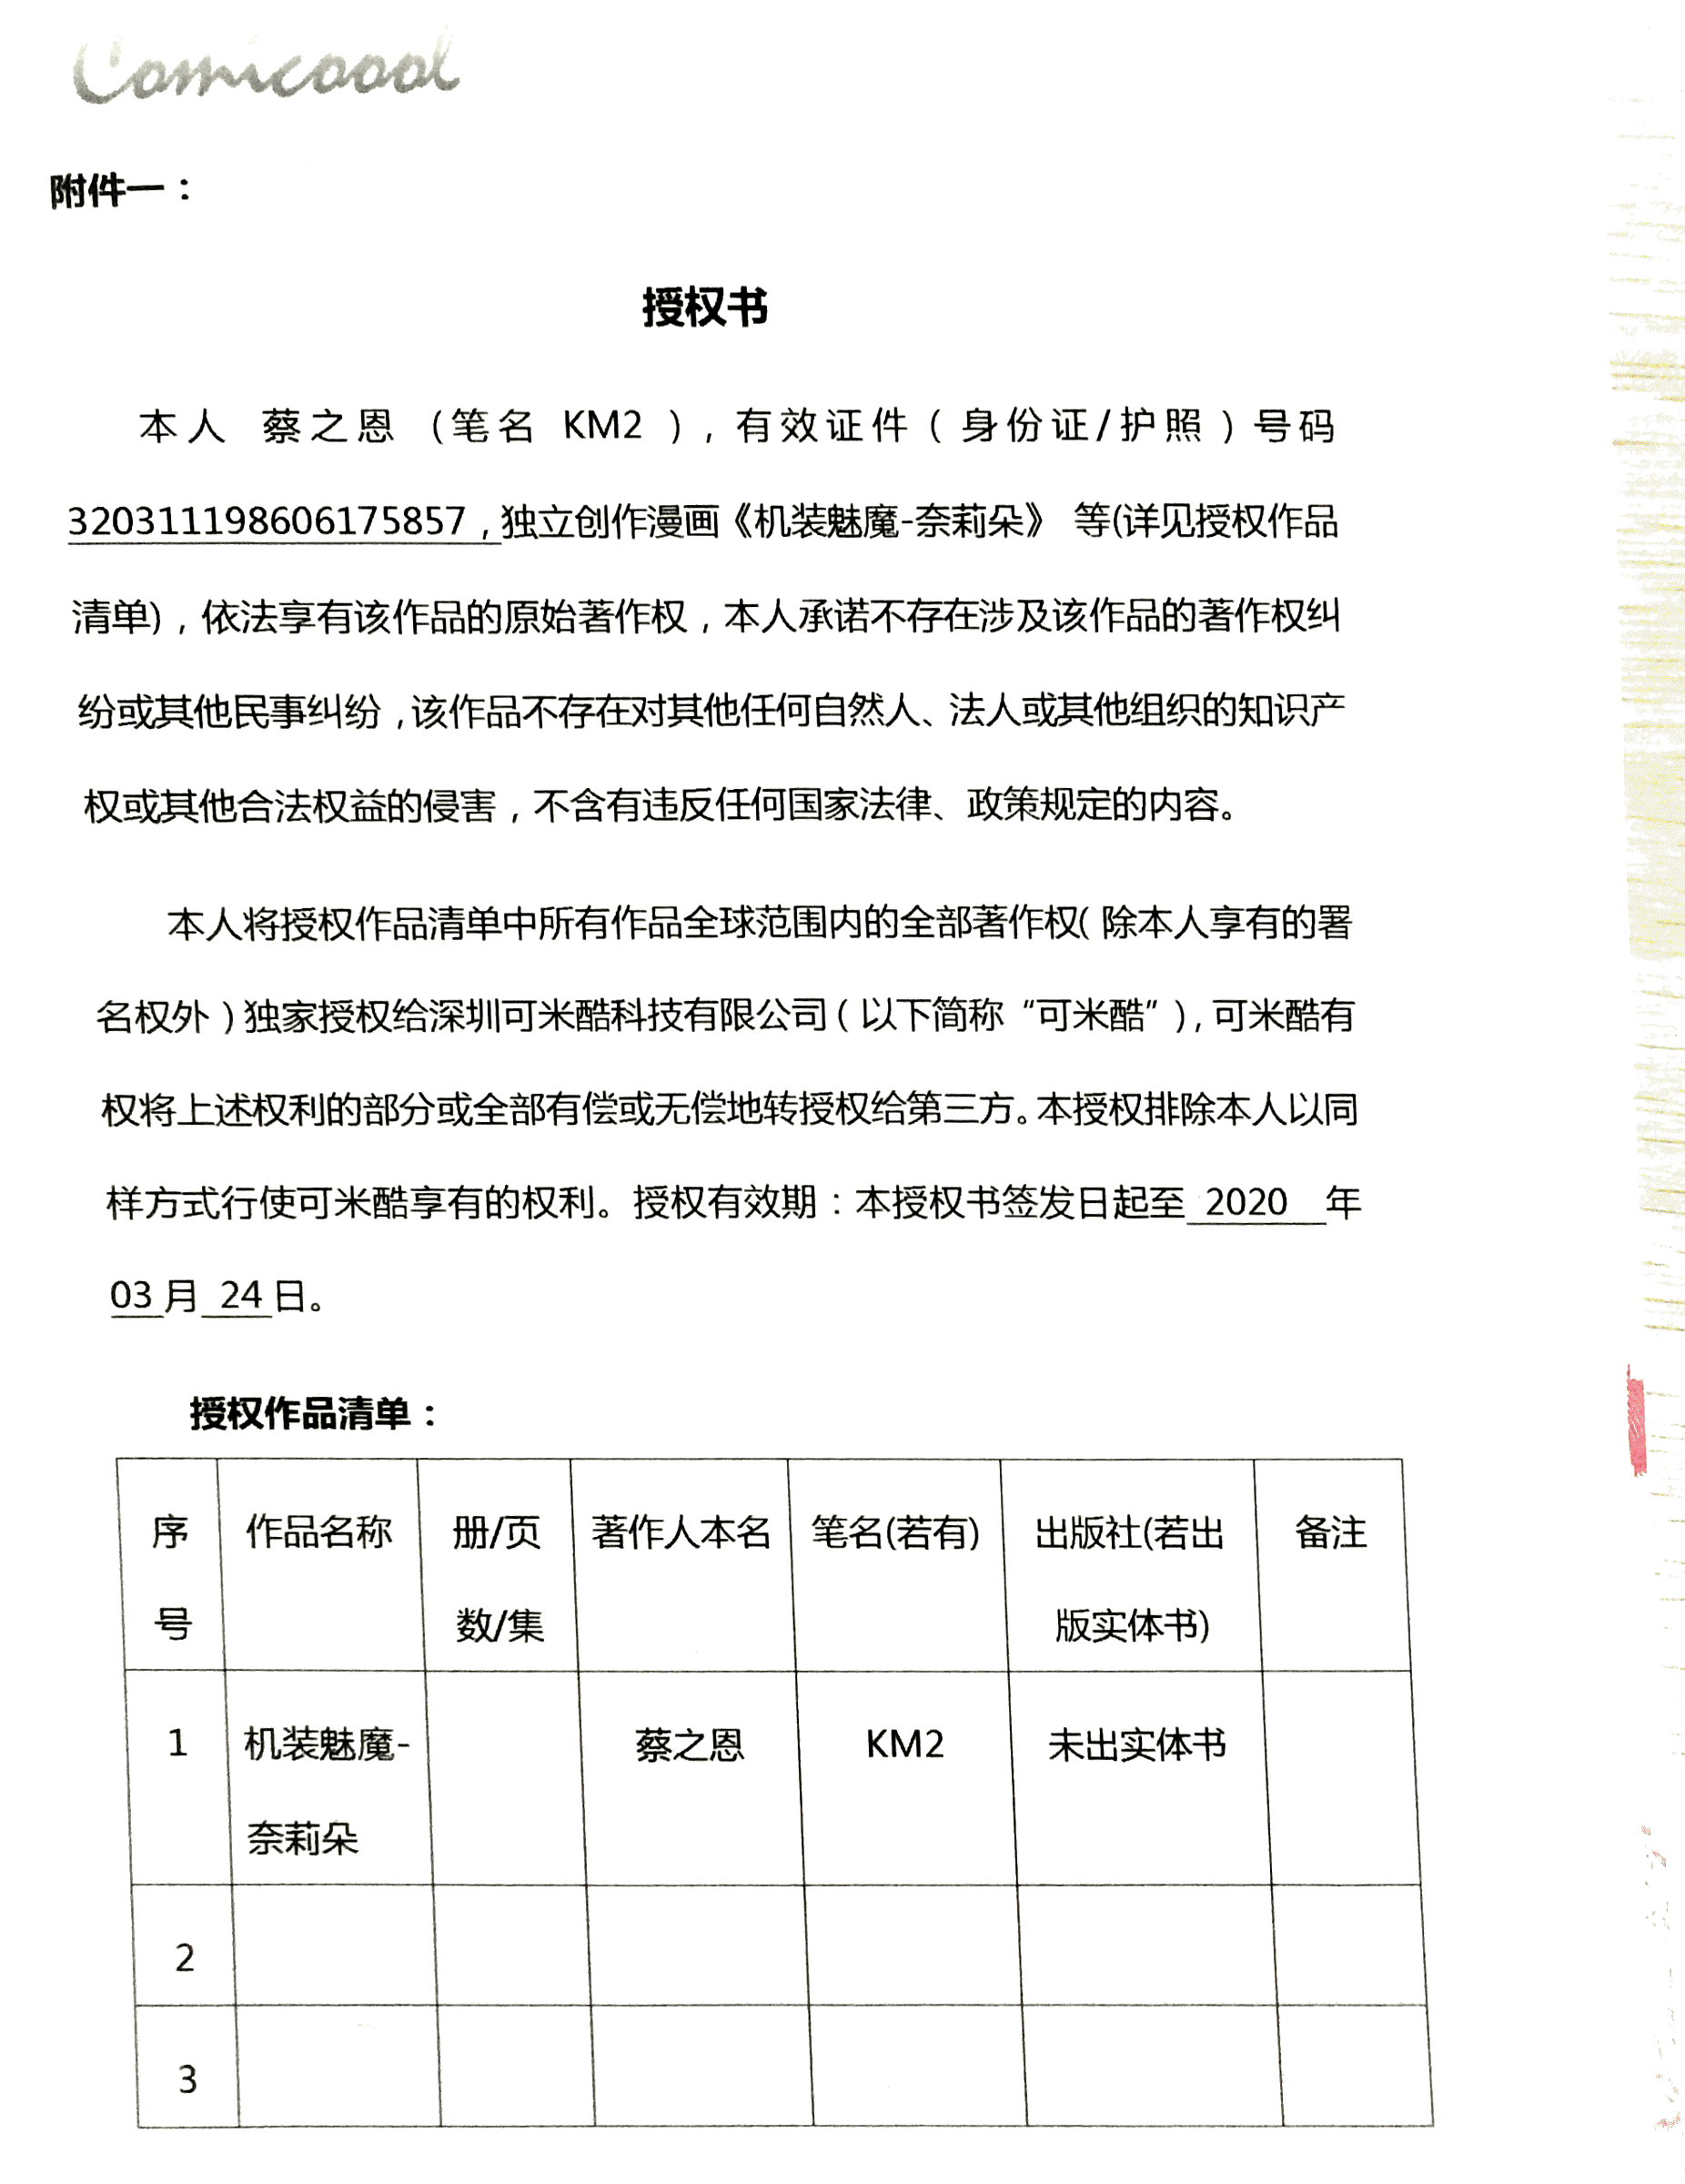 Comicoool
附件一：
授权书
本人 蔡之恩 （笔名 KM2 ），有效证件（身份证/护照）号码
320311198606175857，独立创作漫画《机装魅魔-奈莉朵》 等(详见授权作品
清单)，依法享有该作品的原始著作权，本人承诺不存在涉及该作品的著作权纠
纷或其他民事纠纷，该作品不存在对其他任何自然人、法人或其他组织的知识产
权或其他合法权益的侵害，不含有违反任何国家法律、政策规定的内容。
本人将授权作品清单中所有作品全球范围内的全部著作权（除本人享有的署
名权外）独家授权给深圳可米酷科技有限公司（以下简称“可米酷”），可米酷有
权将上述权利的部分或全部有偿或无偿地转授权给第三方。本授权排除本人以同
样方式行使可米酷享有的权利。授权有效期：本授权书签发日起至 2020 年
03 月 24 日。
授权作品清单：
序号 作品名称 册/页数/集 著作人本名 笔名(若有) 出版社(若出版实体书) 备注
1 机装魅魔-奈莉朵 蔡之恩 KM2 未出实体书
2
3